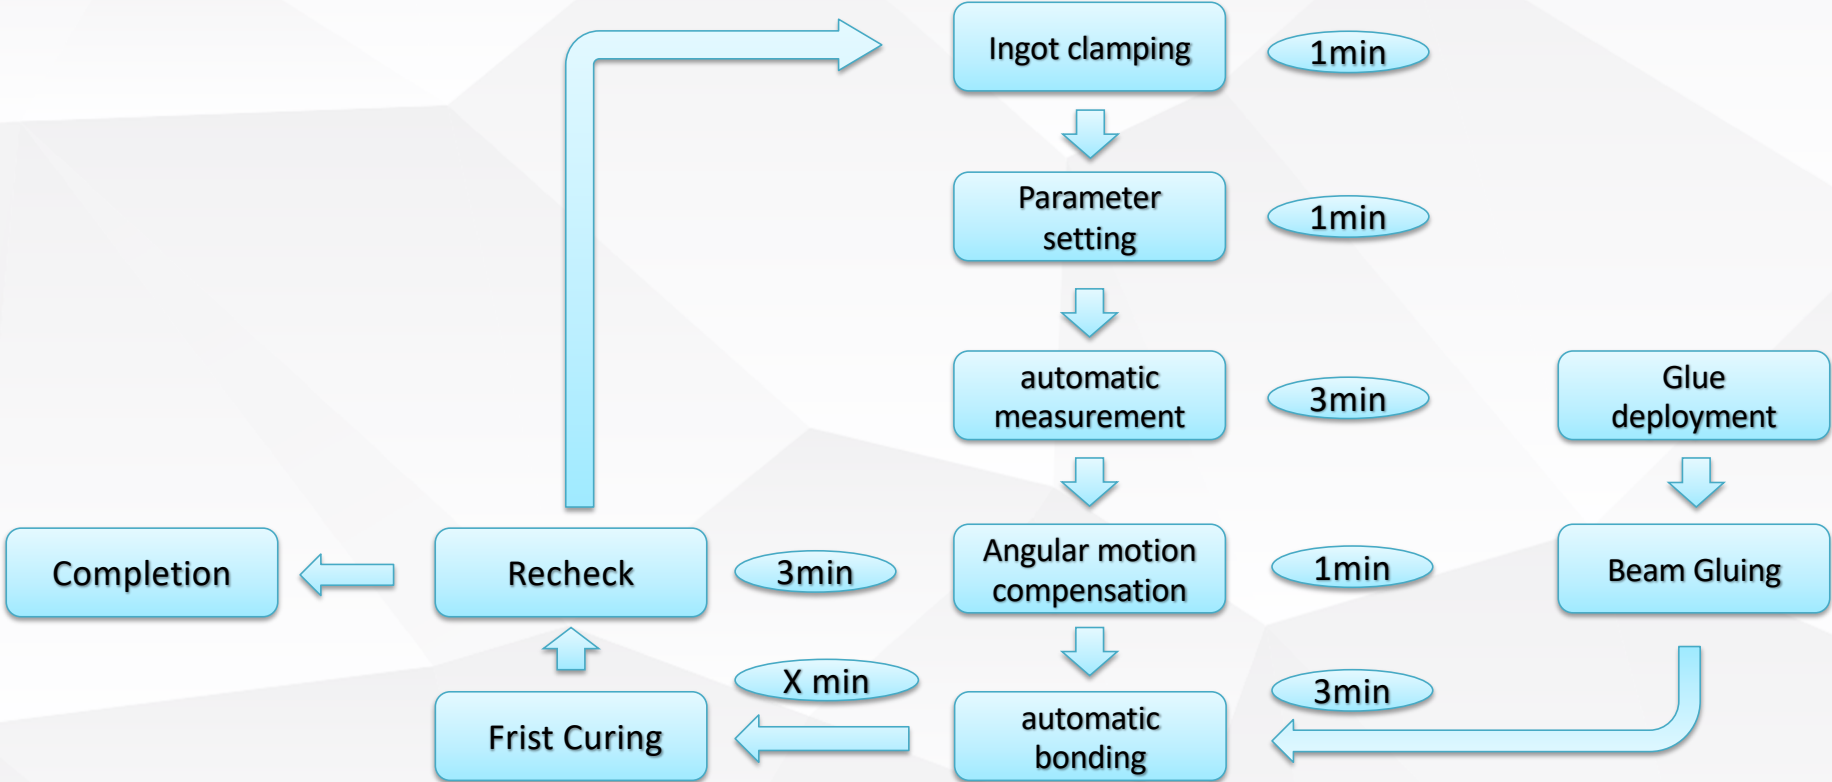 Ingot clamping
1min
Parameter
setting
1min
automatic
measurement
3min
Glue
deployment
Completion
Recheck
3min
Angular motion
compensation
1min
Beam Gluing
Frist Curing
X min
automatic
bonding
3min